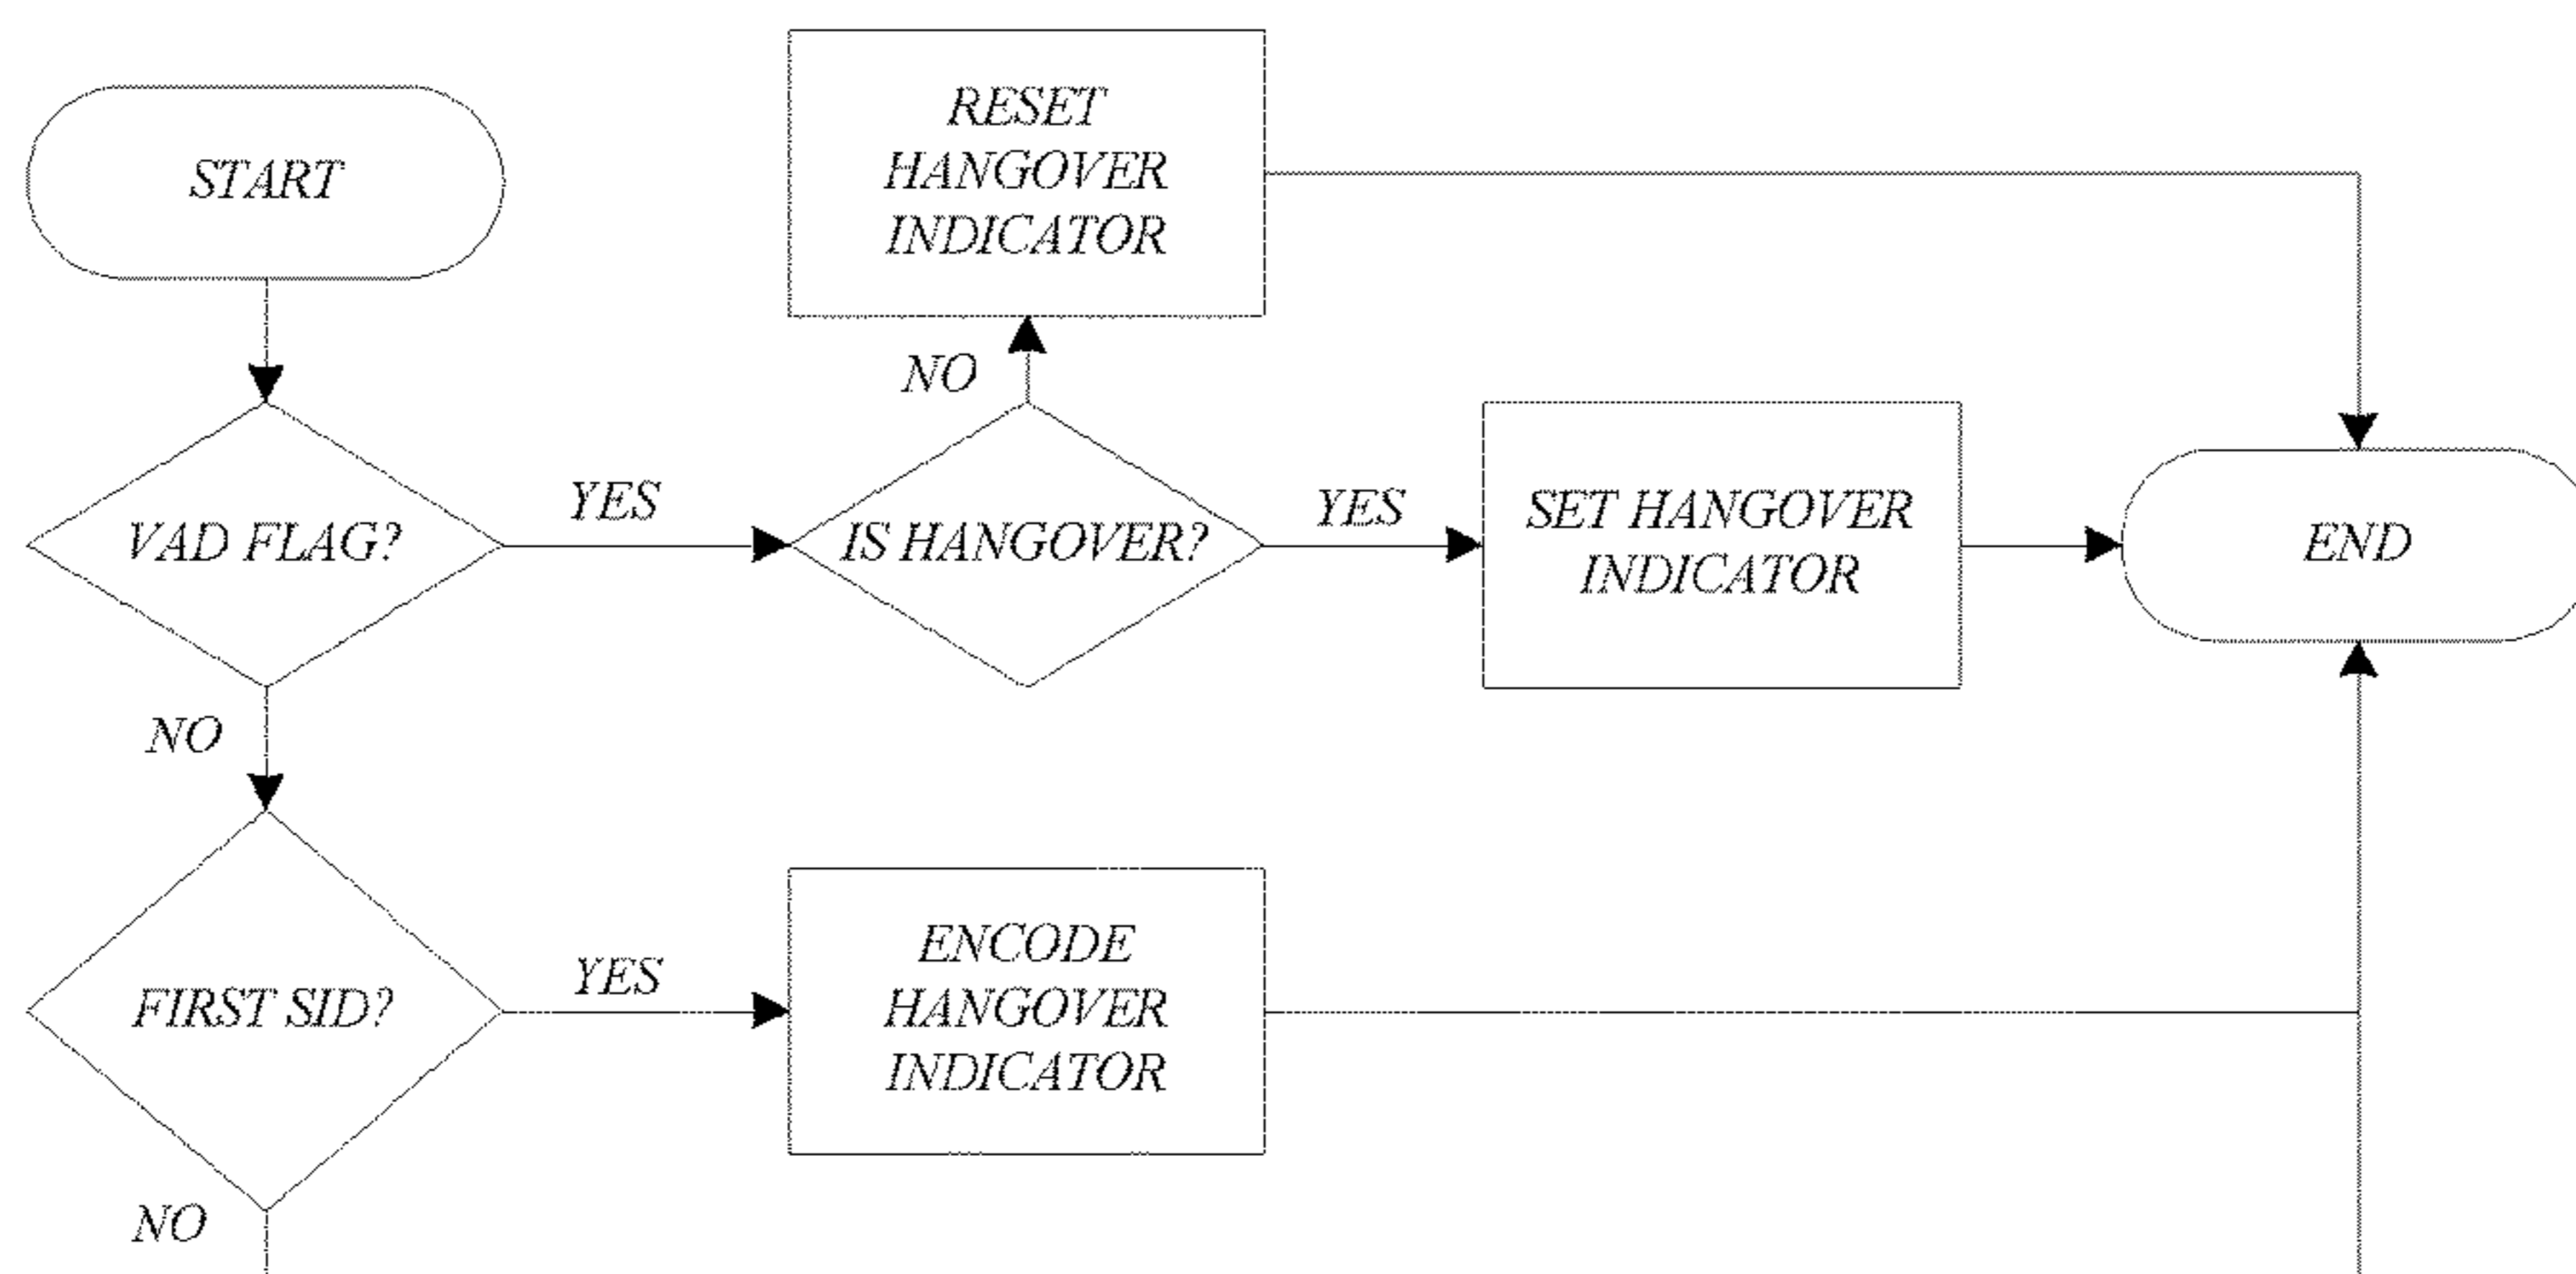 RESET
HANGOVER
INDICATOR
START
NO
VAD FLAG?
YES
IS HANGOVER?
YES
SET HANGOVER
INDICATOR
END
NO
FIRST SID?
YES
ENCODE
HANGOVER
INDICATOR
NO